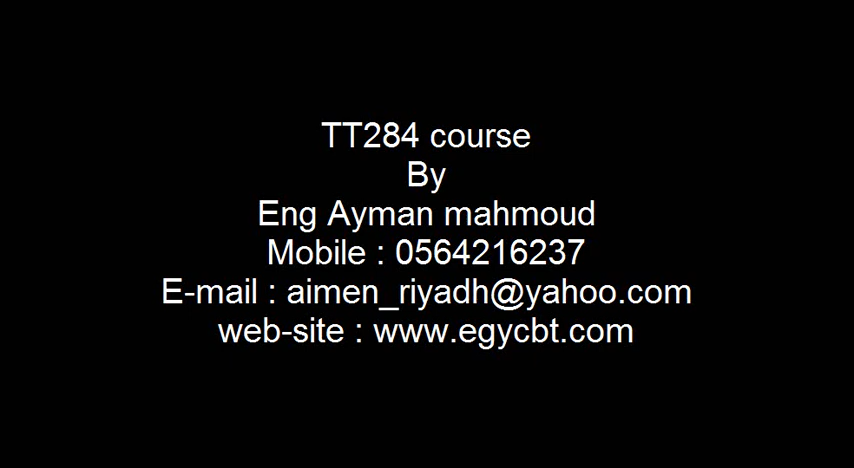 TT284 course
By
Eng Ayman mahmoud
Mobile : 0564216237
E-mail : aimen_riyadh@yahoo.com
web-site : www.egycbt.com